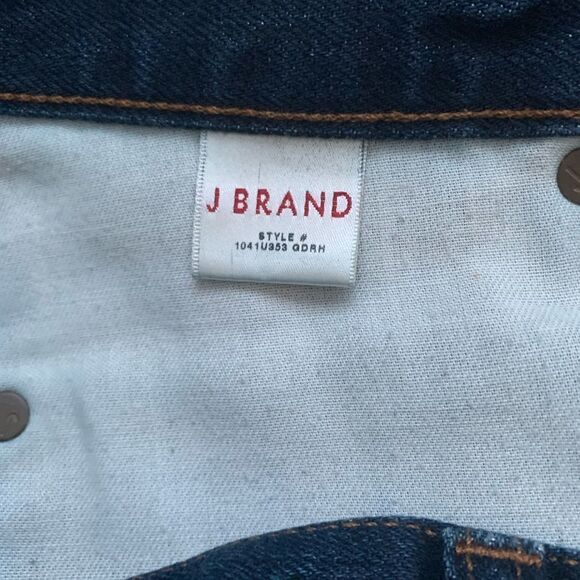 J BRAND
STYLE #
1041U353 GDRH